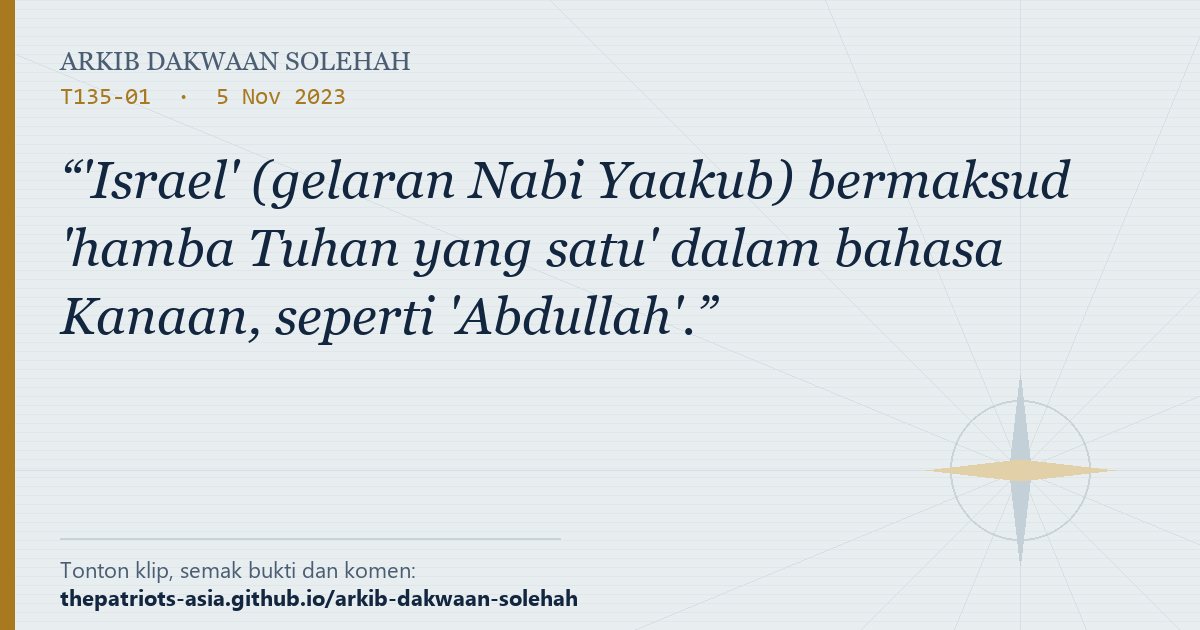 ARKIB DAKWAAN SOLEHAH
T135-01 · 5 Nov 2023
“'Israel' (gelaran Nabi Yaakub) bermaksud
'hamba Tuhan yang satu' dalam bahasa
Kanaan, seperti 'Abdullah'.”
Tonton klip, semak bukti dan komen:
thepatriots-asia.github.io/arkib-dakwaan-solehah